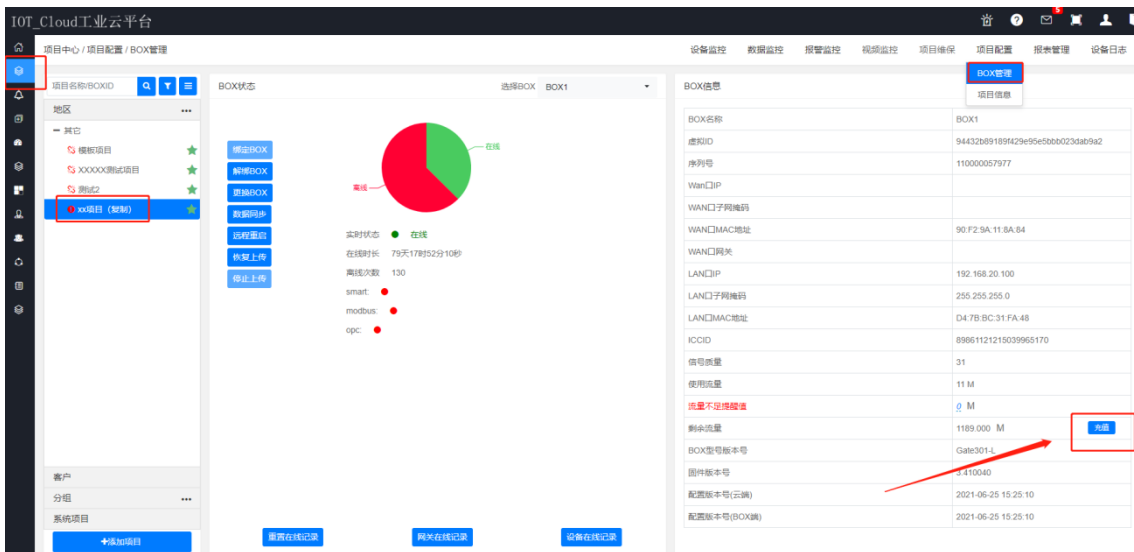 IOT_Cloud工业云平台
5
项目中心 / 项目配置 / BOX管理
设备监控 数据监控 报警监控 视频监控 项目维保 项目配置 报表管理 设备日志
BOX管理
项目信息
项目名称/BOXID
地区
其它
模板项目
XXXXX测试项目
测试2
xx项目（复制）
客户
分组
系统项目
+添加项目
BOX状态
选择BOX BOX1
绑定BOX
解绑BOX
更换BOX
数据同步
远程重启
恢复上传
停止上传
在线
离线
实时状态 在线
在线时长 79天17时52分10秒
离线次数 130
smart:
modbus:
opc:
重置在线记录 网关在线记录 设备在线记录
BOX信息
BOX名称 BOX1
虚拟ID 94432b89189f429e95e5bbb023dab9a2
序列号 110000057977
Wan口IP
WAN口子网掩码
WAN口MAC地址 90:F2:9A:11:8A:84
WAN口网关
LAN口IP 192.168.20.100
LAN口子网掩码 255.255.255.0
LAN口MAC地址 D4:7B:BC:31:FA:48
ICCID 89861121215039965170
信号质量 31
使用流量 11 M
流量不足提醒值 0 M
剩余流量 1189.000 M 充值
BOX型号版本号 Gate301-L
固件版本号 3.410040
配置版本号(云端) 2021-06-25 15:25:10
配置版本号(BOX端) 2021-06-25 15:25:10